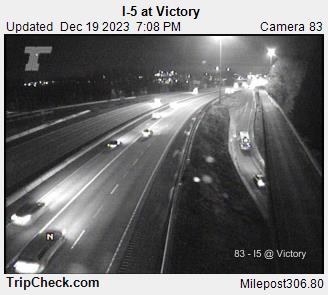 I-5 at Victory
Updated Dec 19 2023 7:08 PM Camera 83
T
N
83 - I5 @ Victory
TripCheck.com Milepost306.80